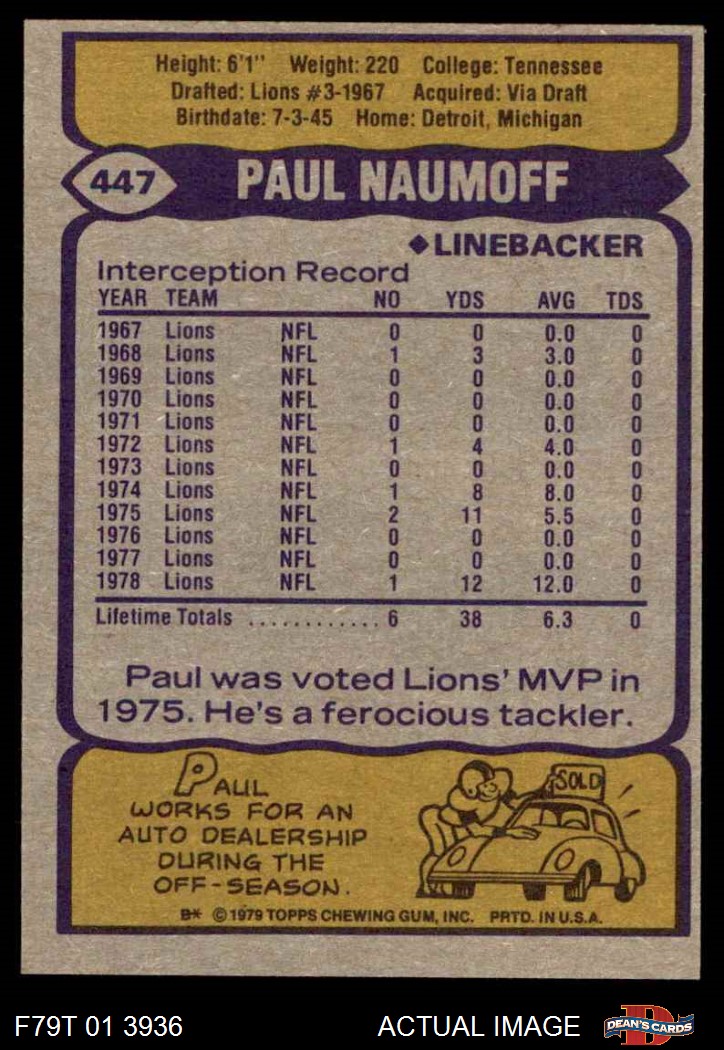 Height: 6'1" Weight: 220 College: Tennessee
Drafted: Lions #3-1967 Acquired: Via Draft
Birthdate: 7-3-45 Home: Detroit, Michigan
447 PAUL NAUMOFF
◆LINEBACKER
Interception Record
YEAR TEAM NO YDS AVG TDS
1967 Lions NFL 0 0 0.0 0
1968 Lions NFL 1 3 3.0 0
1969 Lions NFL 0 0 0.0 0
1970 Lions NFL 0 0 0.0 0
1971 Lions NFL 0 0 0.0 0
1972 Lions NFL 1 4 4.0 0
1973 Lions NFL 0 0 0.0 0
1974 Lions NFL 1 8 8.0 0
1975 Lions NFL 2 11 5.5 0
1976 Lions NFL 0 0 0.0 0
1977 Lions NFL 0 0 0.0 0
1978 Lions NFL 1 12 12.0 0
Lifetime Totals ............ 6 38 6.3 0
Paul was voted Lions' MVP in
1975. He's a ferocious tackler.
PAUL
WORKS FOR AN
AUTO DEALERSHIP
DURING THE
OFF-SEASON.
SOLD
B* © 1979 TOPPS CHEWING GUM, INC. PRTD. IN U.S.A.
F79T 01 3936 ACTUAL IMAGE D DEAN'S CARDS